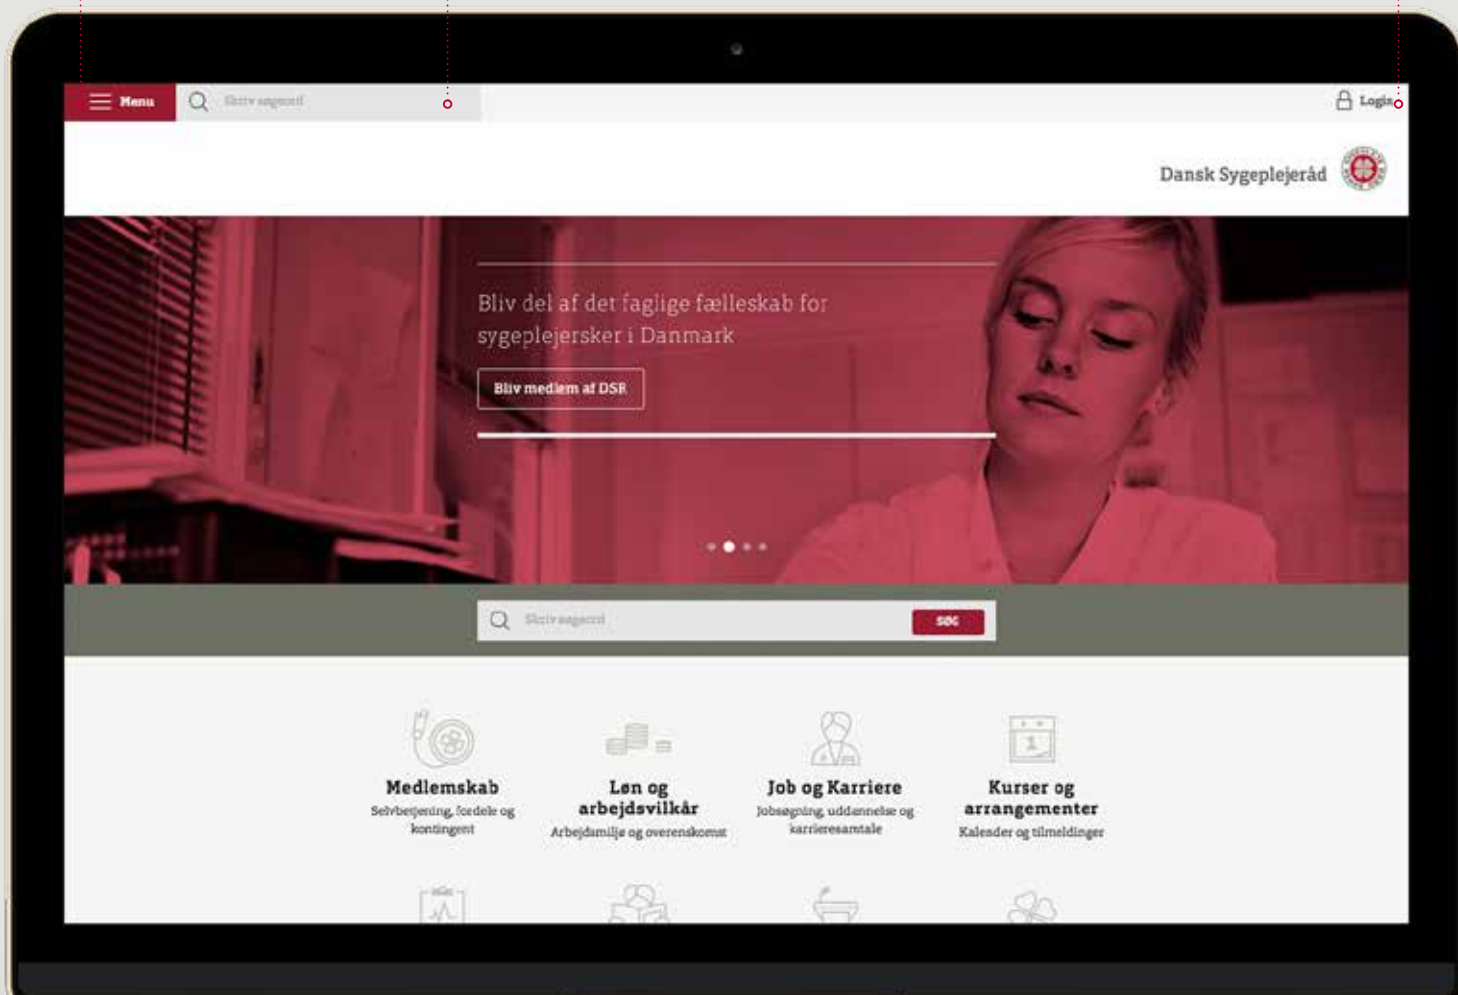 Menu
Skriv søgeord
Login
Dansk Sygeplejeråd
Bliv del af det faglige fælleskab for
sygeplejersker i Danmark
Bliv medlem af DSR
Skriv søgeord
SØG
Medlemskab
Selvbetjening, fordele og
kontingent
Løn og
arbejdsvilkår
Arbejdsmiljø og overenskomst
Job og Karriere
Jobsøgning, uddannelse og
karrieresamtale
1
Kurser og
arrangementer
Kalender og tilmeldinger